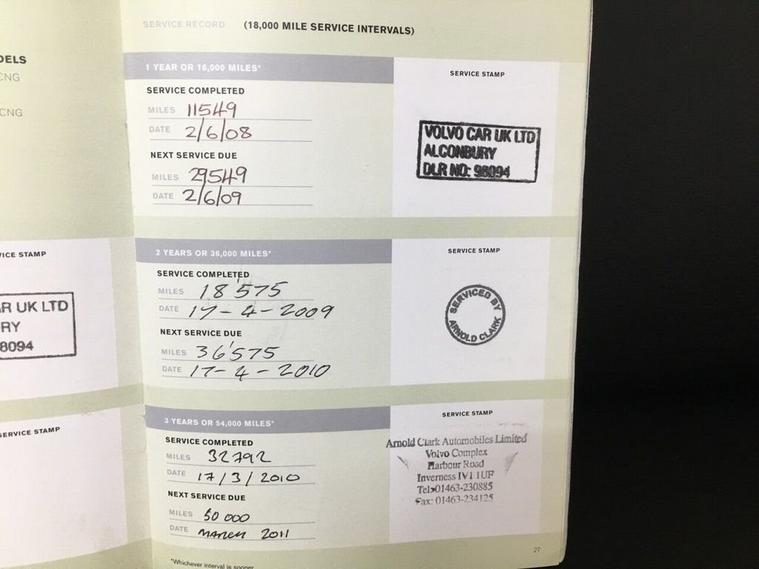 DELS
CNG
CNG
VICE STAMP
R UK LTD
RY
8094
SERVICE STAMP
SERVICE RECORD (18,000 MILE SERVICE INTERVALS)
1 YEAR OR 18,000 MILES*
SERVICE COMPLETED
MILES 11549
DATE 2/6/08
NEXT SERVICE DUE
MILES 29549
DATE 2/6/09
SERVICE STAMP
VOLVO CAR UK LTD
ALCONBURY
DLR NO: 98094
2 YEARS OR 36,000 MILES*
SERVICE COMPLETED
MILES 18'575
DATE 17-4-2009
NEXT SERVICE DUE
MILES 36'575
DATE 17-4-2010
SERVICE STAMP
SERVICED BY
ARNOLD CLARK
3 YEARS OR 54,000 MILES*
SERVICE COMPLETED
MILES 32792
DATE 17/3/2010
NEXT SERVICE DUE
MILES 50 000
DATE MARCH 2011
SERVICE STAMP
Arnold Clark Automobiles Limited
Volvo Complex
Harbour Road
Inverness IV1 1UF
Tel: 01463-230885
Fax: 01463-234125
*Whichever interval is sooner
27